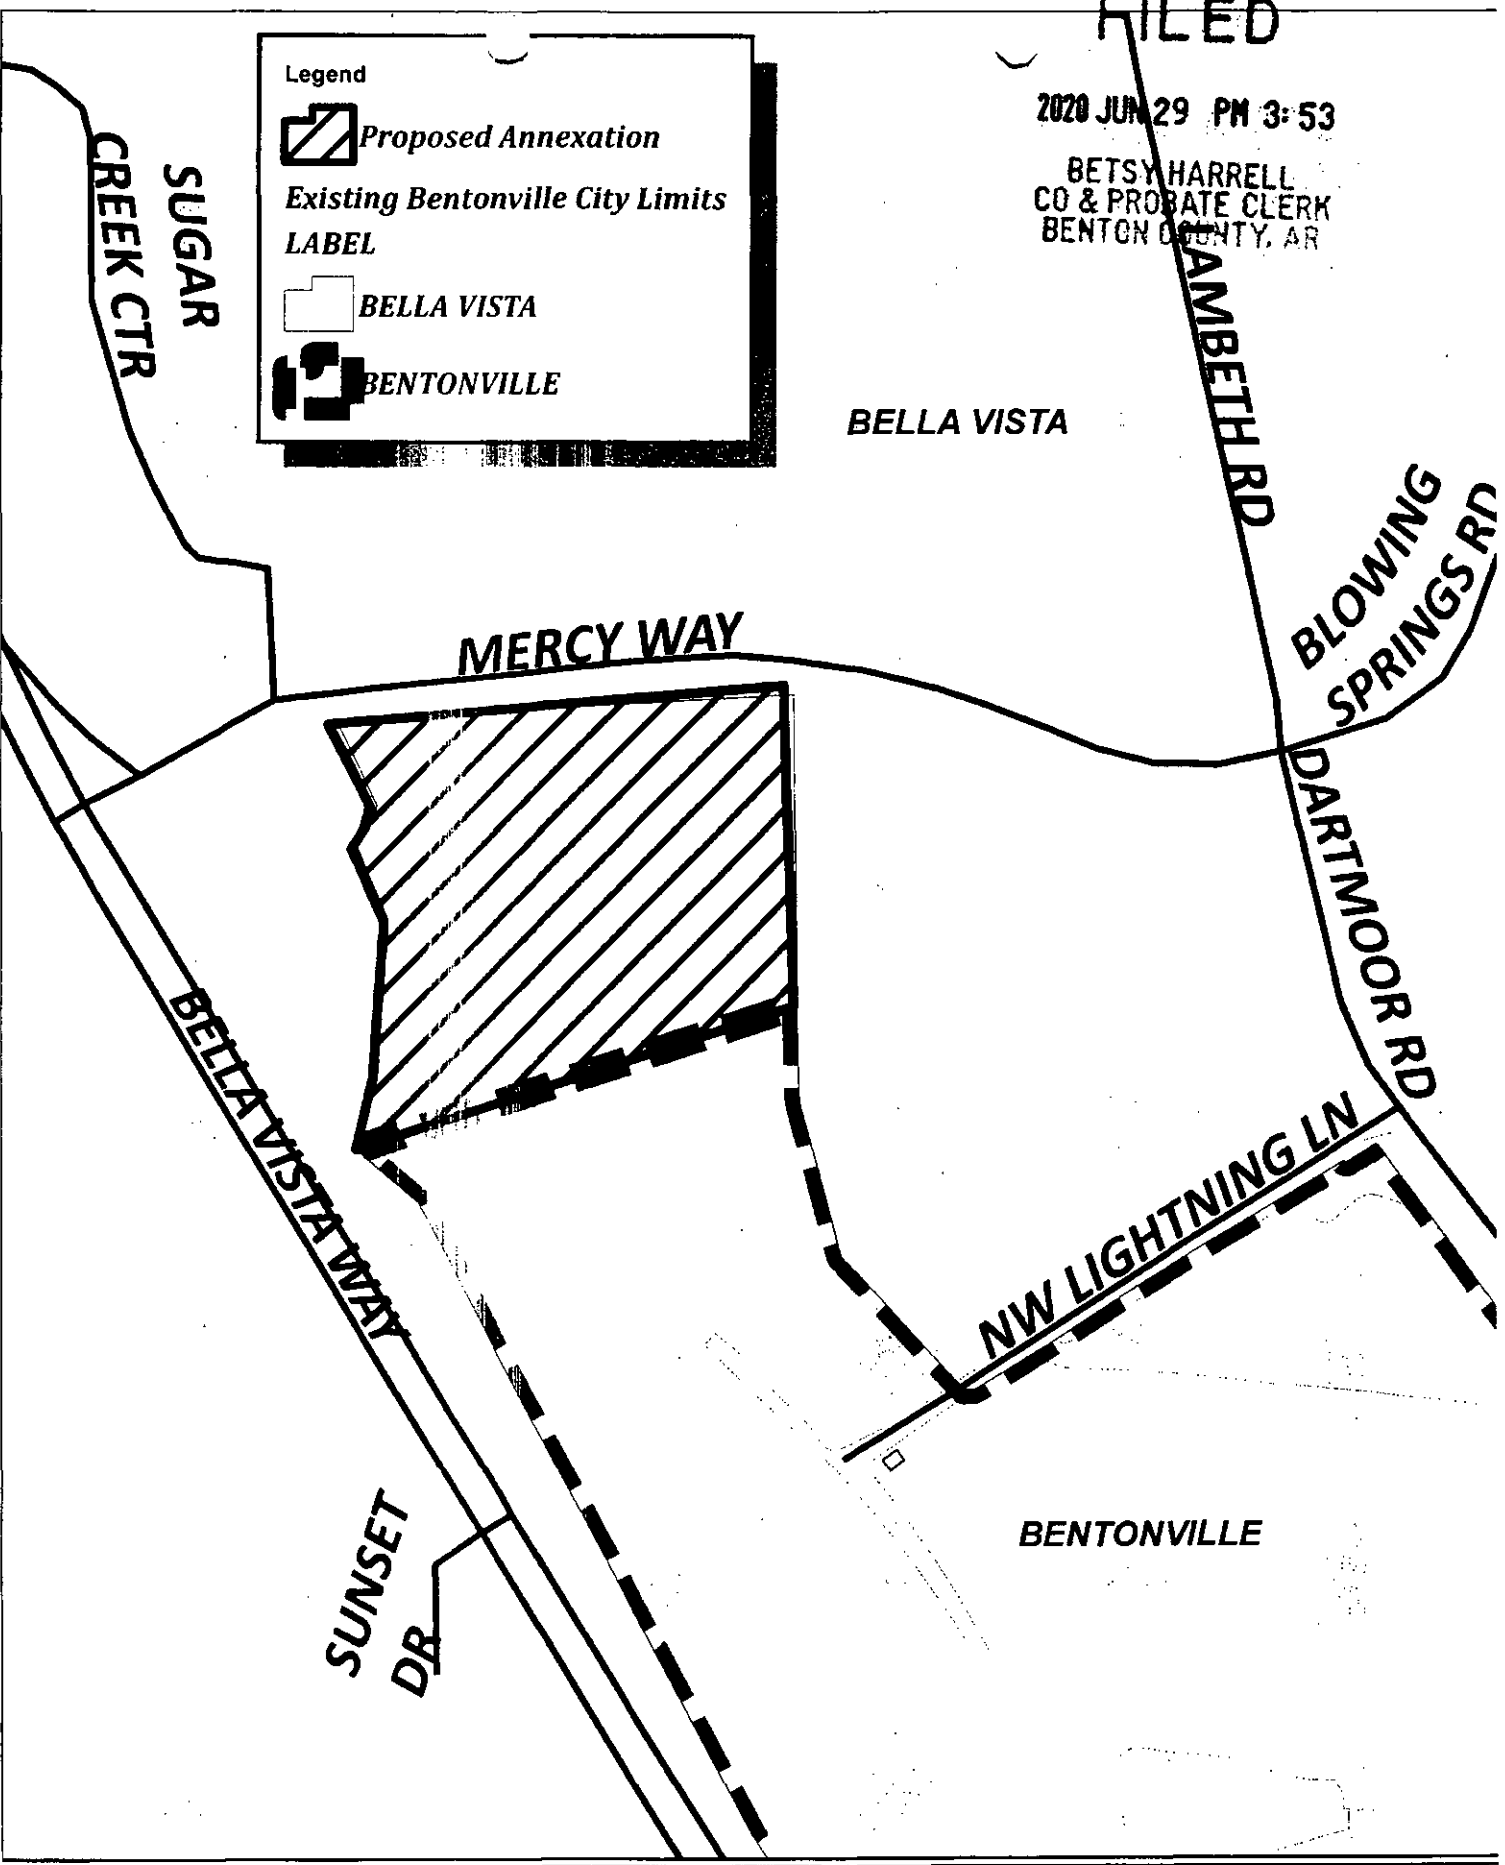 FILED
2020 JUN 29 PM 3:53
BETSY HARRELL
CO & PROBATE CLERK
BENTON COUNTY, AR
Legend
Proposed Annexation
Existing Bentonville City Limits
LABEL
BELLA VISTA
BENTONVILLE
SUGAR
CREEK CTR
BELLA VISTA
LAMBETH RD
BLOWING
SPRINGS RD
MERCY WAY
DARTMOOR RD
BELLA VISTA WAY
NW LIGHTNING LN
SUNSET
DR
BENTONVILLE